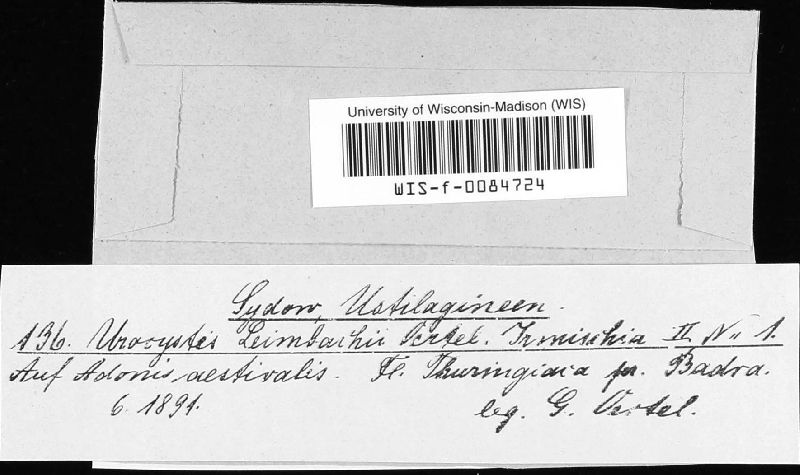 University of Wisconsin-Madison (WIS)
WIS-f-0084724
Sydow, Ustilagineen.
136. Urocystis Leimbachii Oertel. Irmischia II No 1.
Auf Adonis aestivalis. Fl. Thuringiaca pr. Badra.
6. 1891. leg. G. Oertel.